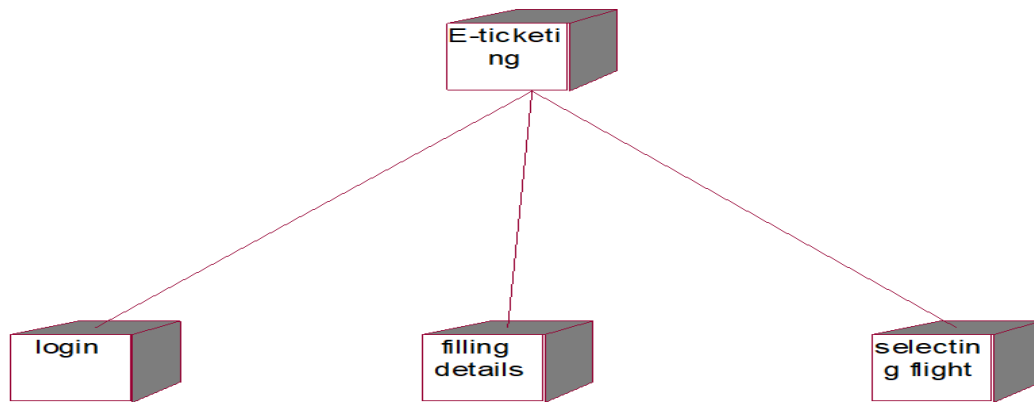 E-ticketi
ng
login
filling
details
selectin
g flight